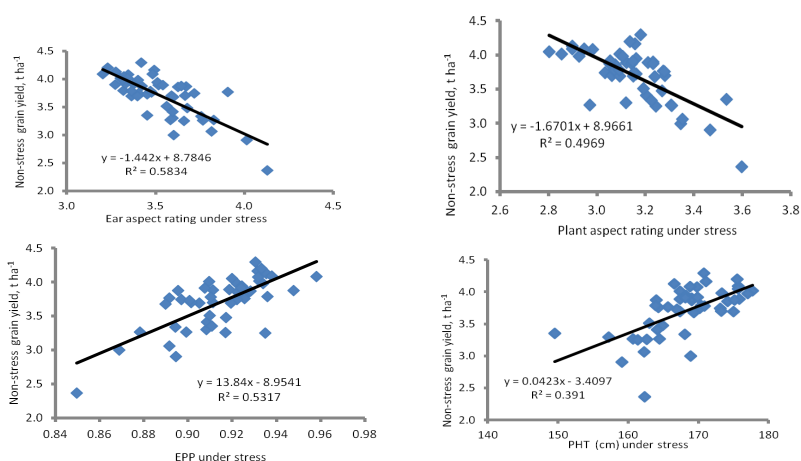 Non-stress grain yield, t ha-1
4.5
4.0
3.5
3.0
2.5
2.0
y = -1.442x + 8.7846
R² = 0.5834
3.0 3.5 4.0 4.5
Ear aspect rating under stress
Non-stress grain yield, t ha-1
4.5
4.0
3.5
3.0
2.5
2.0
y = -1.6701x + 8.9661
R² = 0.4969
2.6 2.8 3.0 3.2 3.4 3.6 3.8
Plant aspect rating under stress
Non-stress grain yield, t ha-1
4.5
4.0
3.5
3.0
2.5
2.0
y = 13.84x - 8.9541
R² = 0.5317
0.84 0.86 0.88 0.90 0.92 0.94 0.96 0.98
EPP under stress
Non-stress grain yield, t ha-1
4.5
4.0
3.5
3.0
2.5
2.0
y = 0.0423x - 3.4097
R² = 0.391
140 150 160 170 180
PHT (cm) under stress